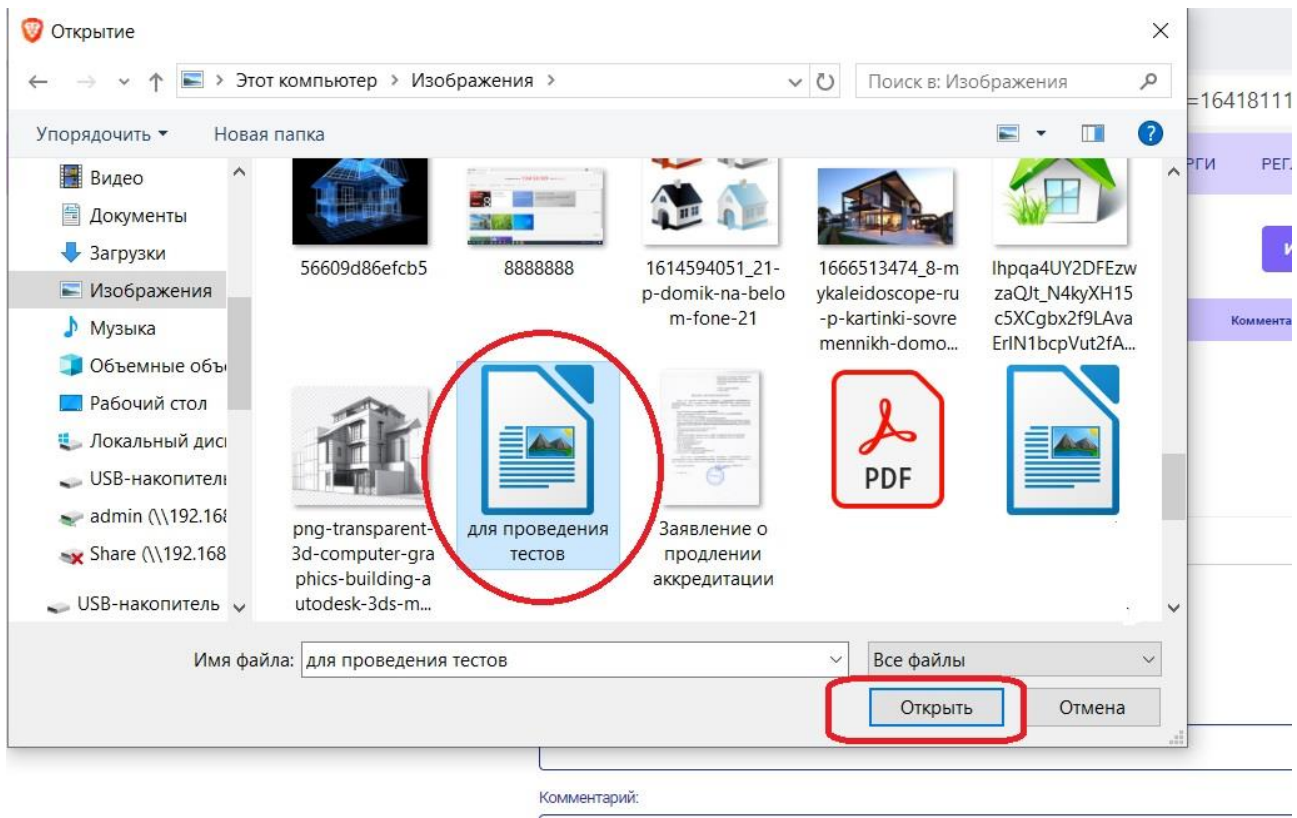 Открытие
Этот компьютер > Изображения >
Поиск в: Изображения
=16418111
Упорядочить
Новая папка
РГИ
РЕГ
Видео
Документы
Загрузки
Изображения
Музыка
Объемные объ
Рабочий стол
Локальный дис
USB-накопитель
admin (\\192.168
Share (\\192.168
USB-накопитель
56609d86efcb5
8888888
1614594051_21-
p-domik-na-belo
m-fone-21
1666513474_8-m
ykaleidoscope-ru
-p-kartinki-sovre
mennikh-domo...
lhpqa4UY2DFEzw
zaQJt_N4kyXH15
c5XCgbx2f9LAva
ErIN1bcpVut2fA...
Коммента
png-transparent-
3d-computer-gra
phics-building-a
utodesk-3ds-m...
для проведения
тестов
Заявление о
продлении
аккредитации
PDF
Имя файла: для проведения тестов
Все файлы
Открыть
Отмена
Комментарий: